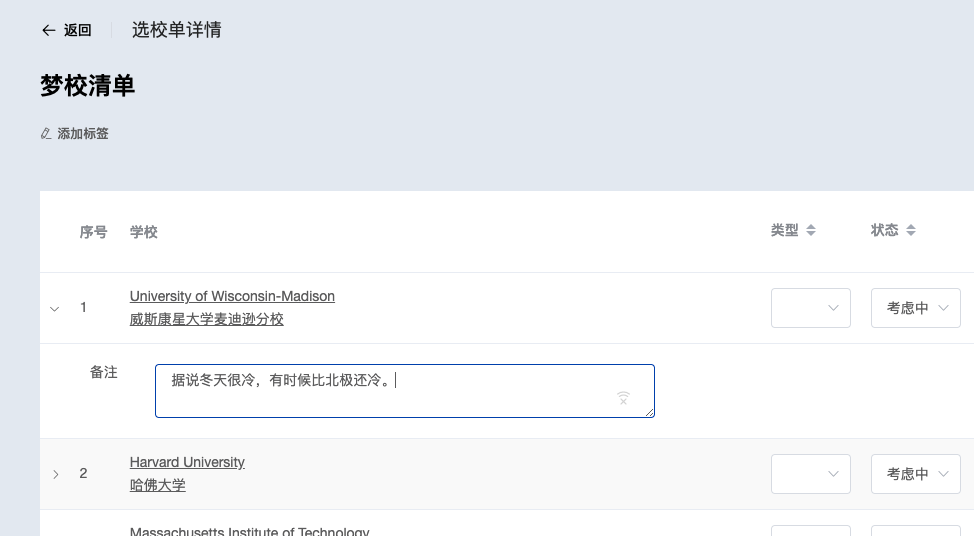 返回
选校单详情
梦校清单
添加标签
序号 学校 类型 状态
1 University of Wisconsin-Madison 考虑中
威斯康星大学麦迪逊分校
备注 据说冬天很冷，有时候比北极还冷。
2 Harvard University 考虑中
哈佛大学
Massachusetts Institute of Technology